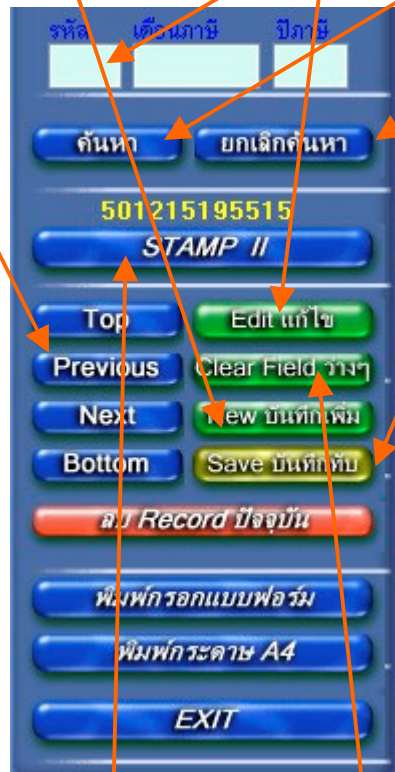 รหัส เดือนภาษี ปีภาษี
ค้นหา ยกเลิกค้นหา
501215195515
STAMP II
Top Edit แก้ไข
Previous Clear Field ว่างๆ
Next New บันทึกเพิ่ม
Bottom Save บันทึกทับ
ลบ Record ปัจจุบัน
พิมพ์กรอกแบบฟอร์ม
พิมพ์กระดาษ A4
EXIT